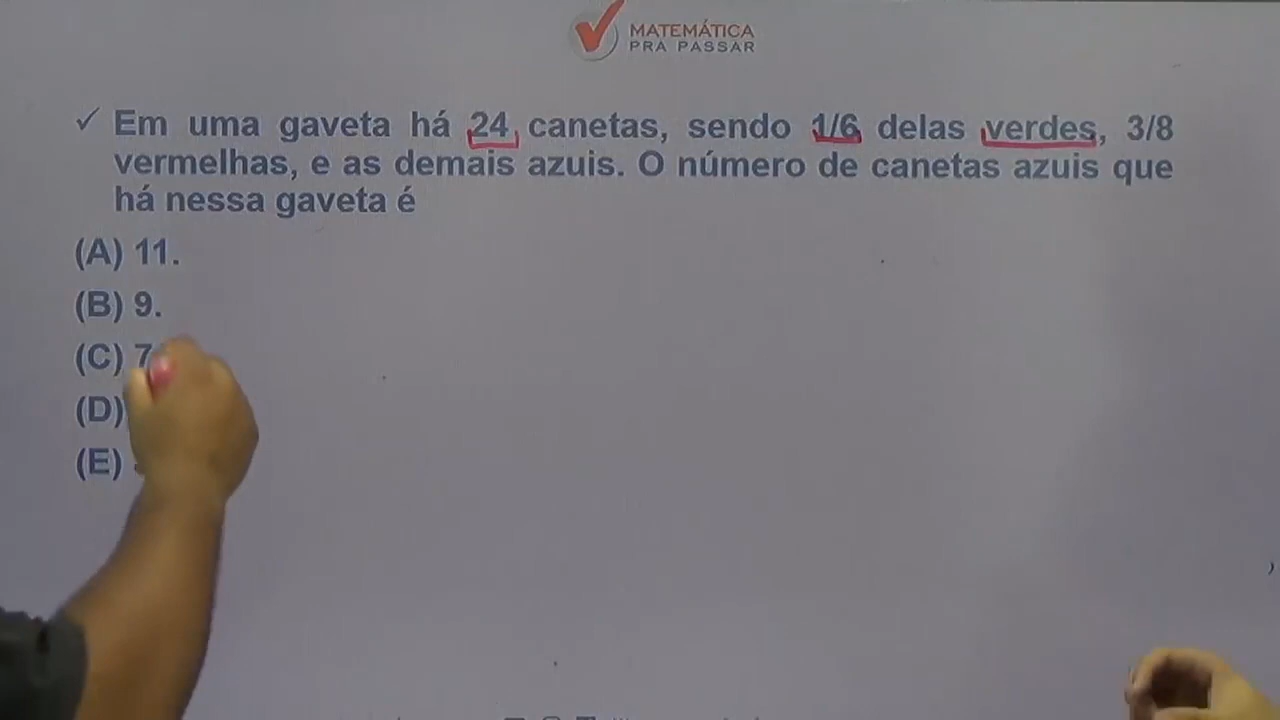 MATEMÁTICA
PRA PASSAR
Em uma gaveta há 24 canetas, sendo 1/6 delas verdes, 3/8
vermelhas, e as demais azuis. O número de canetas azuis que
há nessa gaveta é
(A) 11.
(B) 9.
(C) 7
(D)
(E)